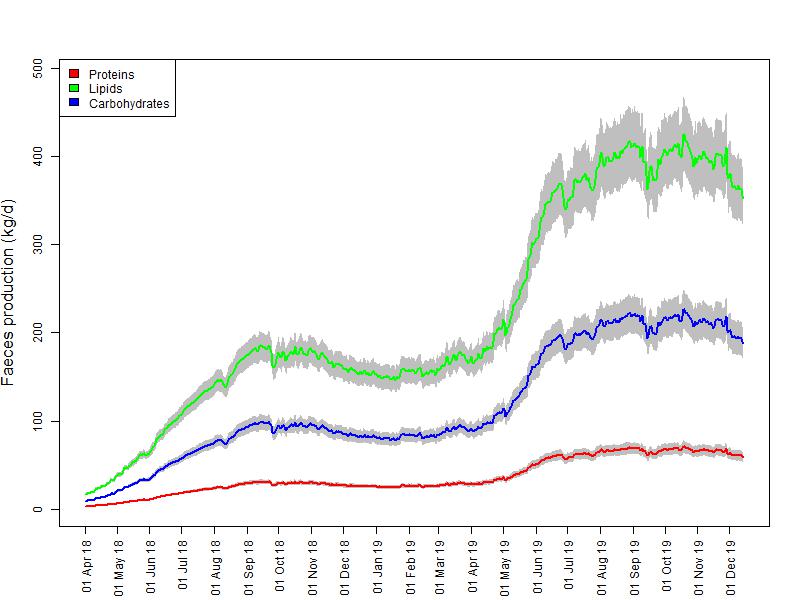 Proteins
Lipids
Carbohydrates
Faeces production (kg/d)
500
400
300
200
100
0
01 Apr 18
01 May 18
01 Jun 18
01 Jul 18
01 Aug 18
01 Sep 18
01 Oct 18
01 Nov 18
01 Dec 18
01 Jan 19
01 Feb 19
01 Mar 19
01 Apr 19
01 May 19
01 Jun 19
01 Jul 19
01 Aug 19
01 Sep 19
01 Oct 19
01 Nov 19
01 Dec 19